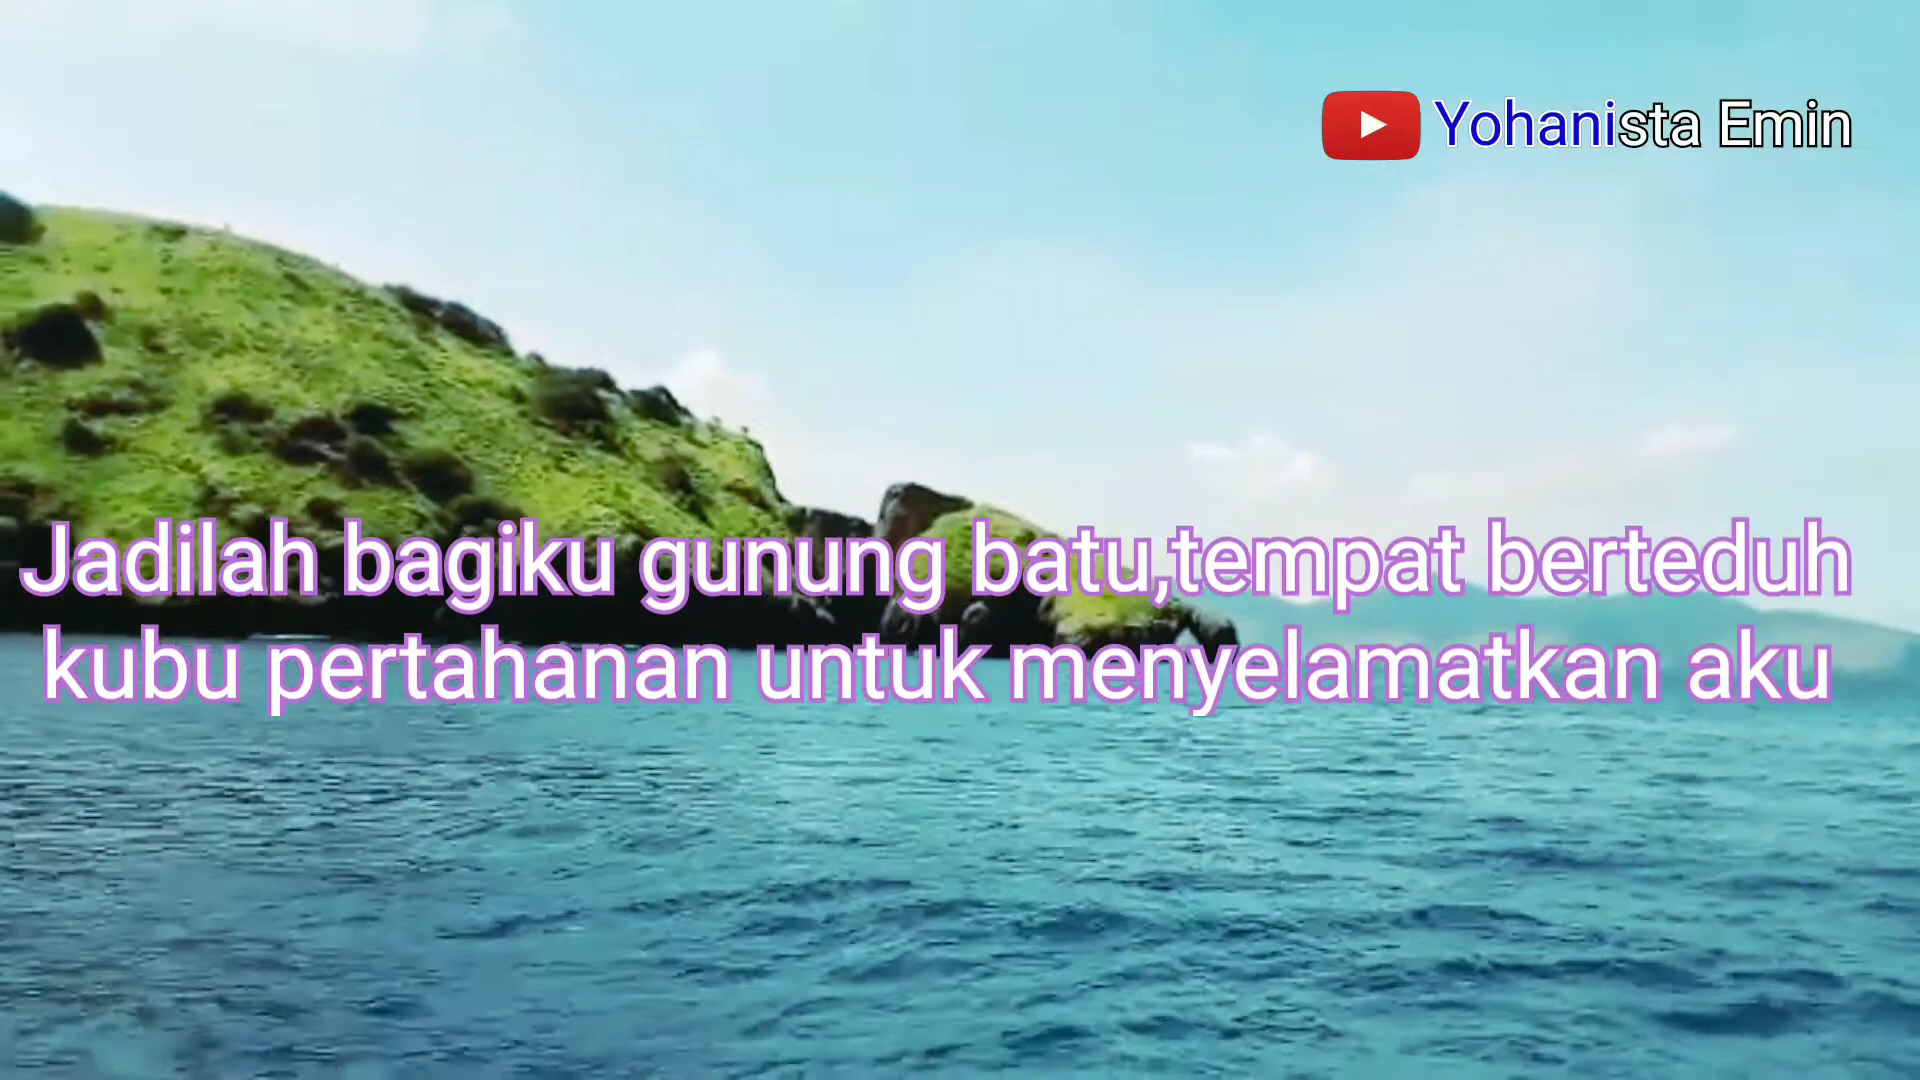 Yohanista Emin
Jadilah bagiku gunung batu,tempat berteduh
kubu pertahanan untuk menyelamatkan aku